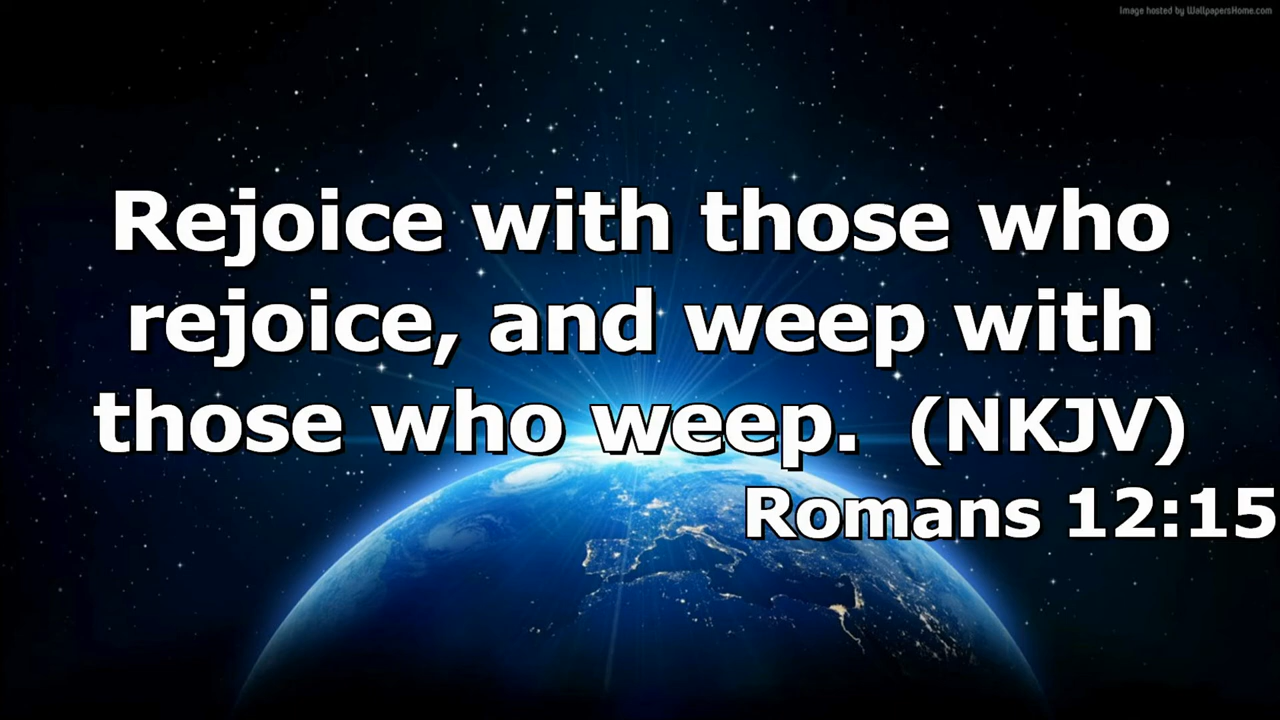 Image hosted by WallpapersHome.com
Rejoice with those who
rejoice, and weep with
those who weep.  (NKJV)
Romans 12:15